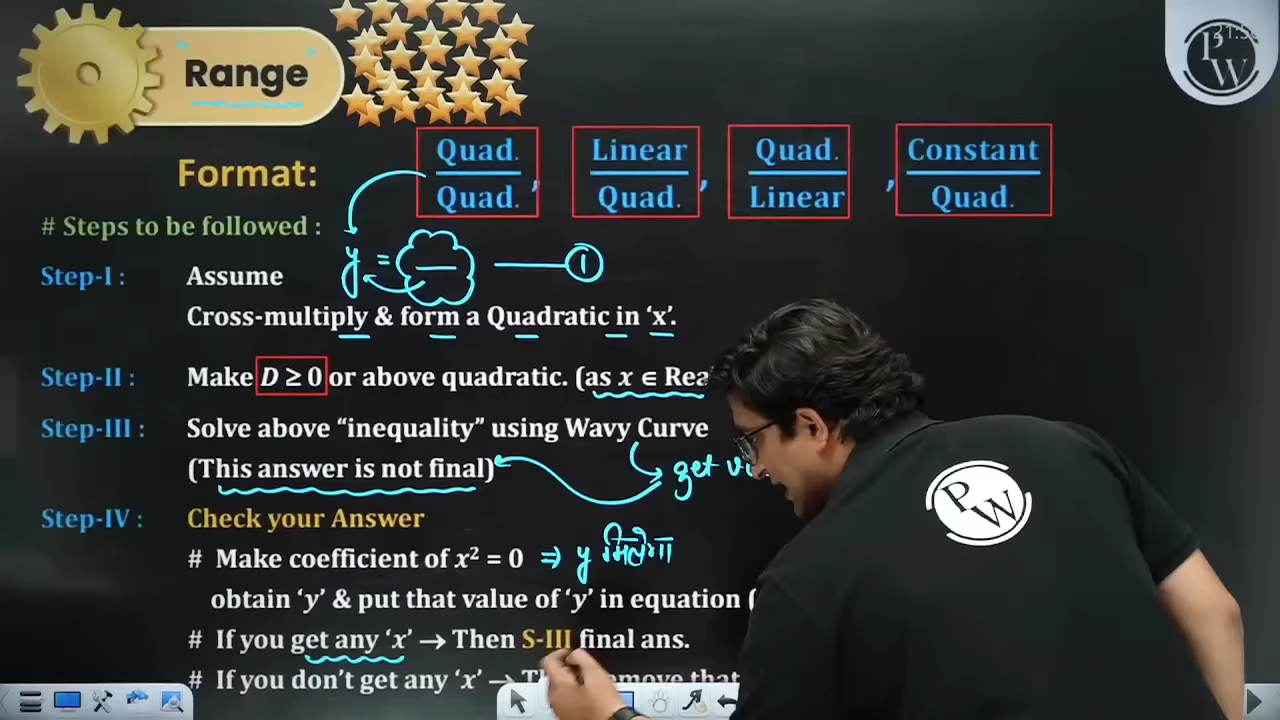 Range
31:5
PW
Format:
Quad. / Quad. , Linear / Quad. , Quad. / Linear , Constant / Quad.
# Steps to be followed :
y = ①
Step-I : Assume
Cross-multiply & form a Quadratic in ‘x’.
Step-II : Make D ≥ 0 or above quadratic. (as x ∈ Rea
Step-III : Solve above “inequality” using Wavy Curve
(This answer is not final) get
PW
Step-IV : Check your Answer
# Make coefficient of x² = 0 ⇒ y मिलेगा
obtain ‘y’ & put that value of ‘y’ in equation (
# If you get any ‘x’ → Then S-III final ans.
# If you don’t get any ‘x’ → that